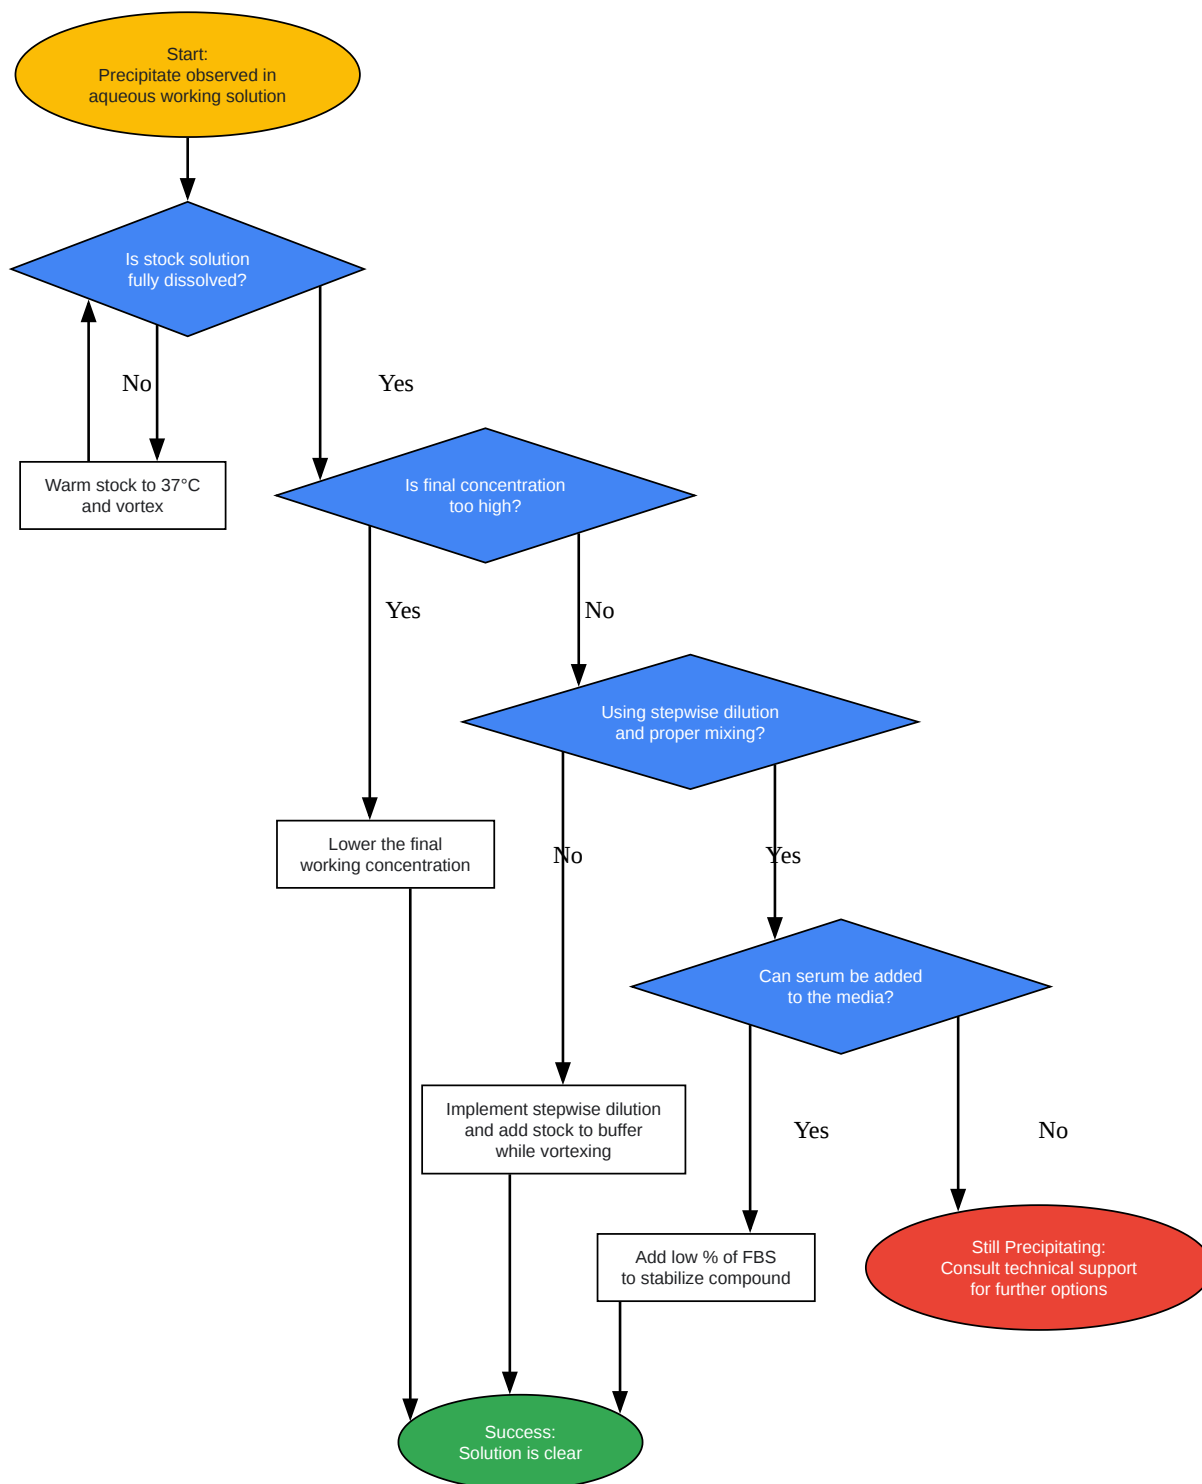 Start:
Precipitate observed in
aqueous working solution
Is stock solution
fully dissolved?
No
Yes
Warm stock to 37°C
and vortex
Is final concentration
too high?
Yes
No
Using stepwise dilution
and proper mixing?
Lower the final
working concentration
No
Yes
Can serum be added
to the media?
Implement stepwise dilution
and add stock to buffer
while vortexing
Yes
No
Add low % of FBS
to stabilize compound
Still Precipitating:
Consult technical support
for further options
Success:
Solution is clear